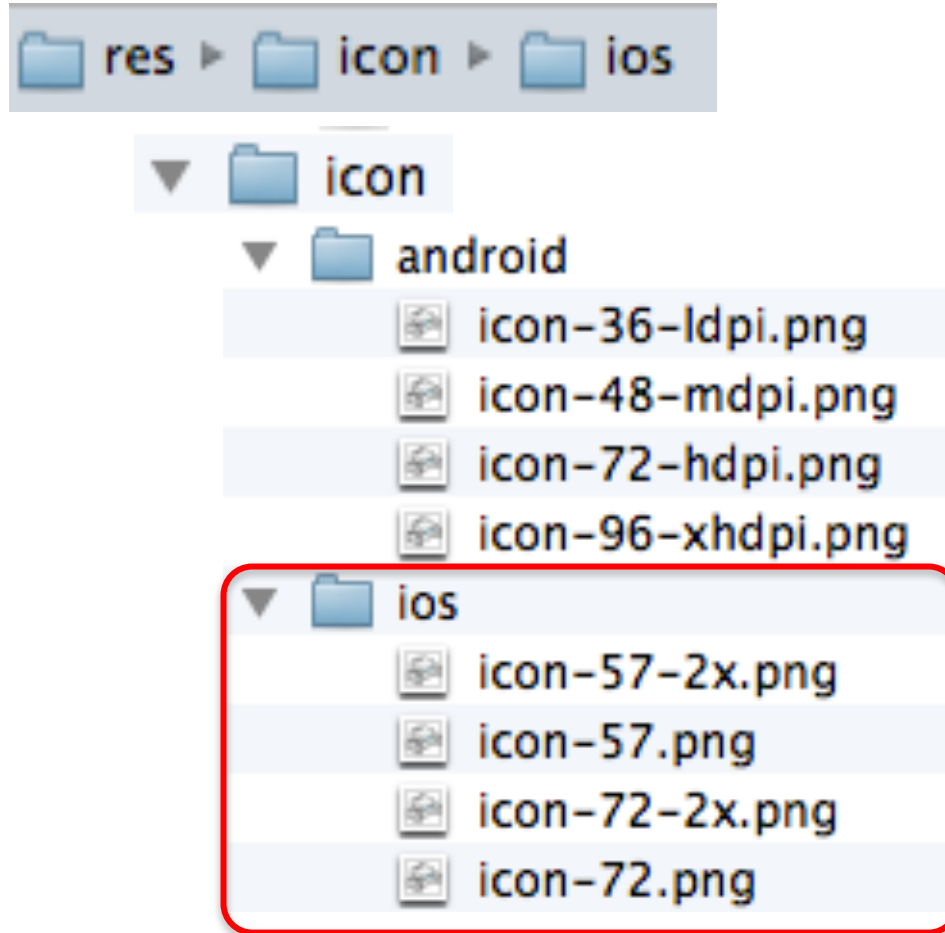 res icon ios
icon
android
icon-36-ldpi.png
icon-48-mdpi.png
icon-72-hdpi.png
icon-96-xhdpi.png
ios
icon-57-2x.png
icon-57.png
icon-72-2x.png
icon-72.png